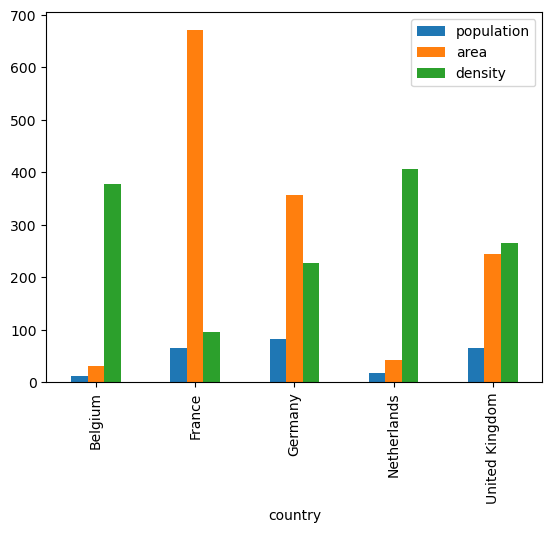 700
600
500
400
300
200
100
0
population
area
density
Belgium
France
Germany
Netherlands
United Kingdom
country